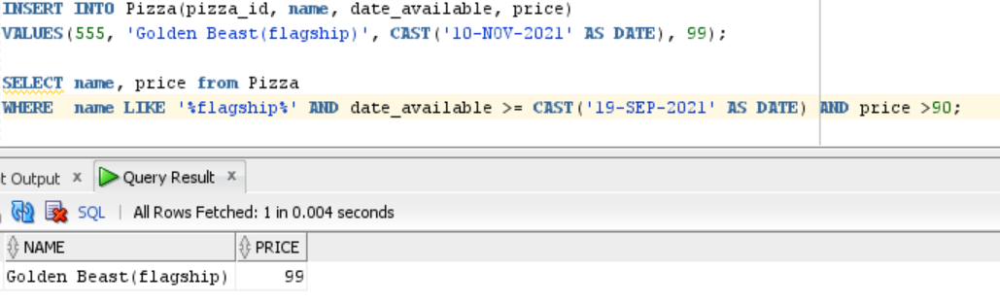 INSERT INTO Pizza(pizza_id, name, date_available, price)
VALUES(555, 'Golden Beast(flagship)', CAST('10-NOV-2021' AS DATE), 99);
SELECT name, price from Pizza
WHERE name LIKE '%flagship%' AND date_available >= CAST('19-SEP-2021' AS DATE) AND price >90;
t Output x Query Result x
SQL | All Rows Fetched: 1 in 0.004 seconds
NAME PRICE
Golden Beast(flagship) 99